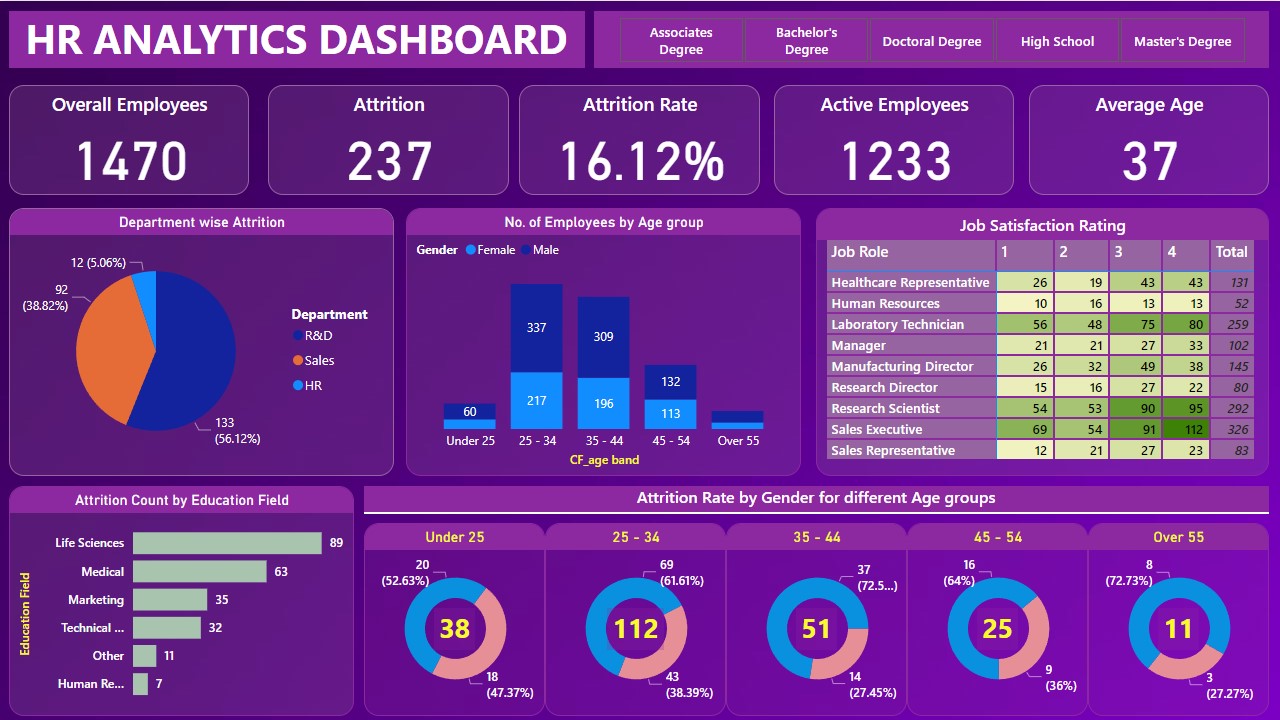 HR ANALYTICS DASHBOARD
Associates
Degree
Bachelor's
Degree
Doctoral Degree
High School
Master's Degree
Overall Employees
1470
Attrition
237
Attrition Rate
16.12%
Active Employees
1233
Average Age
37
Department wise Attrition
12 (5.06%)
92
(38.82%)
133
(56.12%)
Department
R&D
Sales
HR
No. of Employees by Age group
Gender Female Male
60
337
217
309
196
132
113
Under 25 25 - 34 35 - 44 45 - 54 Over 55
CF_age band
Job Satisfaction Rating
Job Role 1 2 3 4 Total
Healthcare Representative 26 19 43 43 131
Human Resources 10 16 13 13 52
Laboratory Technician 56 48 75 80 259
Manager 21 21 27 33 102
Manufacturing Director 26 32 49 38 145
Research Director 15 16 27 22 80
Research Scientist 54 53 90 95 292
Sales Executive 69 54 91 112 326
Sales Representative 12 21 27 23 83
Attrition Count by Education Field
Education Field
Life Sciences 89
Medical 63
Marketing 35
Technical ... 32
Other 11
Human Re... 7
Attrition Rate by Gender for different Age groups
Under 25
20
(52.63%)
38
18
(47.37%)
25 - 34
69
(61.61%)
112
43
(38.39%)
35 - 44
37
(72.5...)
51
14
(27.45%)
45 - 54
16
(64%)
25
9
(36%)
Over 55
8
(72.73%)
11
3
(27.27%)